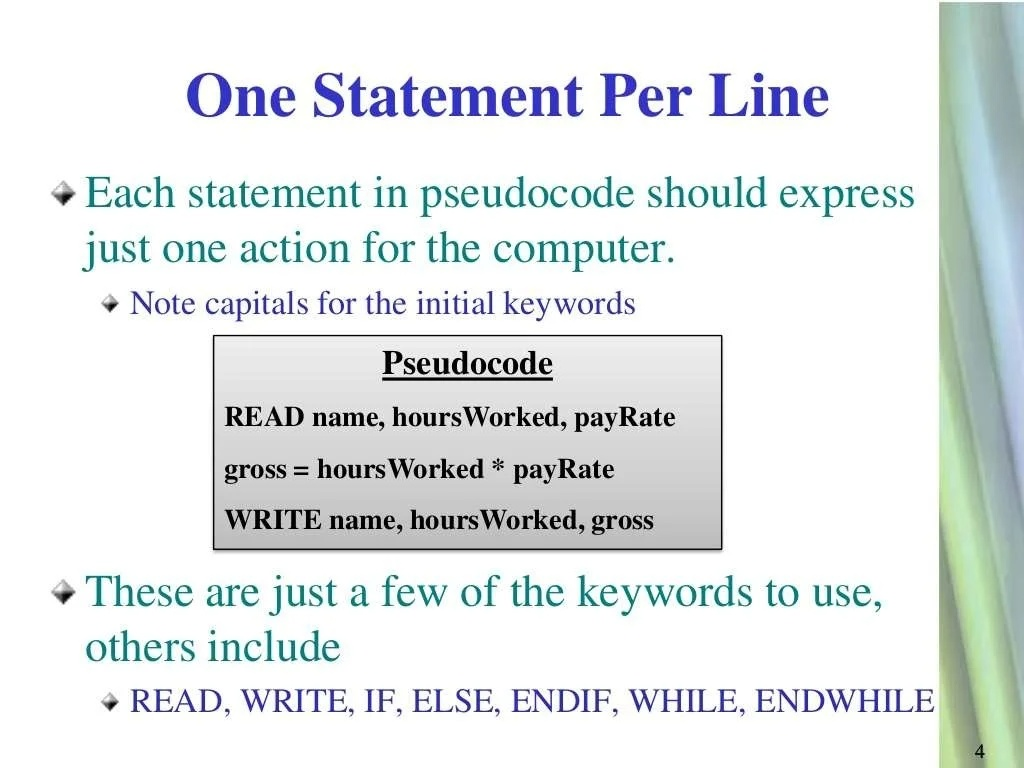 One Statement Per Line
Each statement in pseudocode should express
just one action for the computer.
Note capitals for the initial keywords
Pseudocode
READ name, hoursWorked, payRate
gross = hoursWorked * payRate
WRITE name, hoursWorked, gross
These are just a few of the keywords to use,
others include
READ, WRITE, IF, ELSE, ENDIF, WHILE, ENDWHILE
4